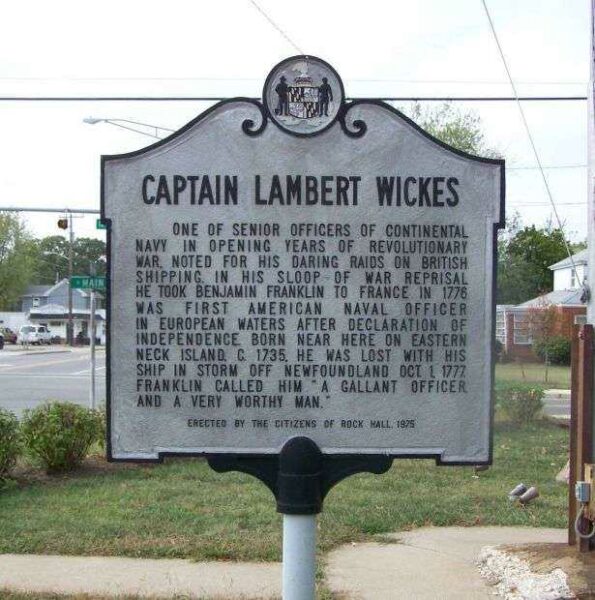 CAPTAIN LAMBERT WICKES
ONE OF SENIOR OFFICERS OF CONTINENTAL
NAVY IN OPENING YEARS OF REVOLUTIONARY
WAR, NOTED FOR HIS DARING RAIDS ON BRITISH
SHIPPING. IN HIS SLOOP OF WAR REPRISAL
HE TOOK BENJAMIN FRANKLIN TO FRANCE IN 1776
WAS FIRST AMERICAN NAVAL OFFICER
IN EUROPEAN WATERS AFTER DECLARATION OF
INDEPENDENCE. BORN NEAR HERE ON EASTERN
NECK ISLAND, C. 1735, HE WAS LOST WITH HIS
SHIP IN STORM OFF NEWFOUNDLAND OCT. 1, 1777.
FRANKLIN CALLED HIM "A GALLANT OFFICER
AND A VERY WORTHY MAN."
ERECTED BY THE CITIZENS OF ROCK HALL, 1975
MAIN